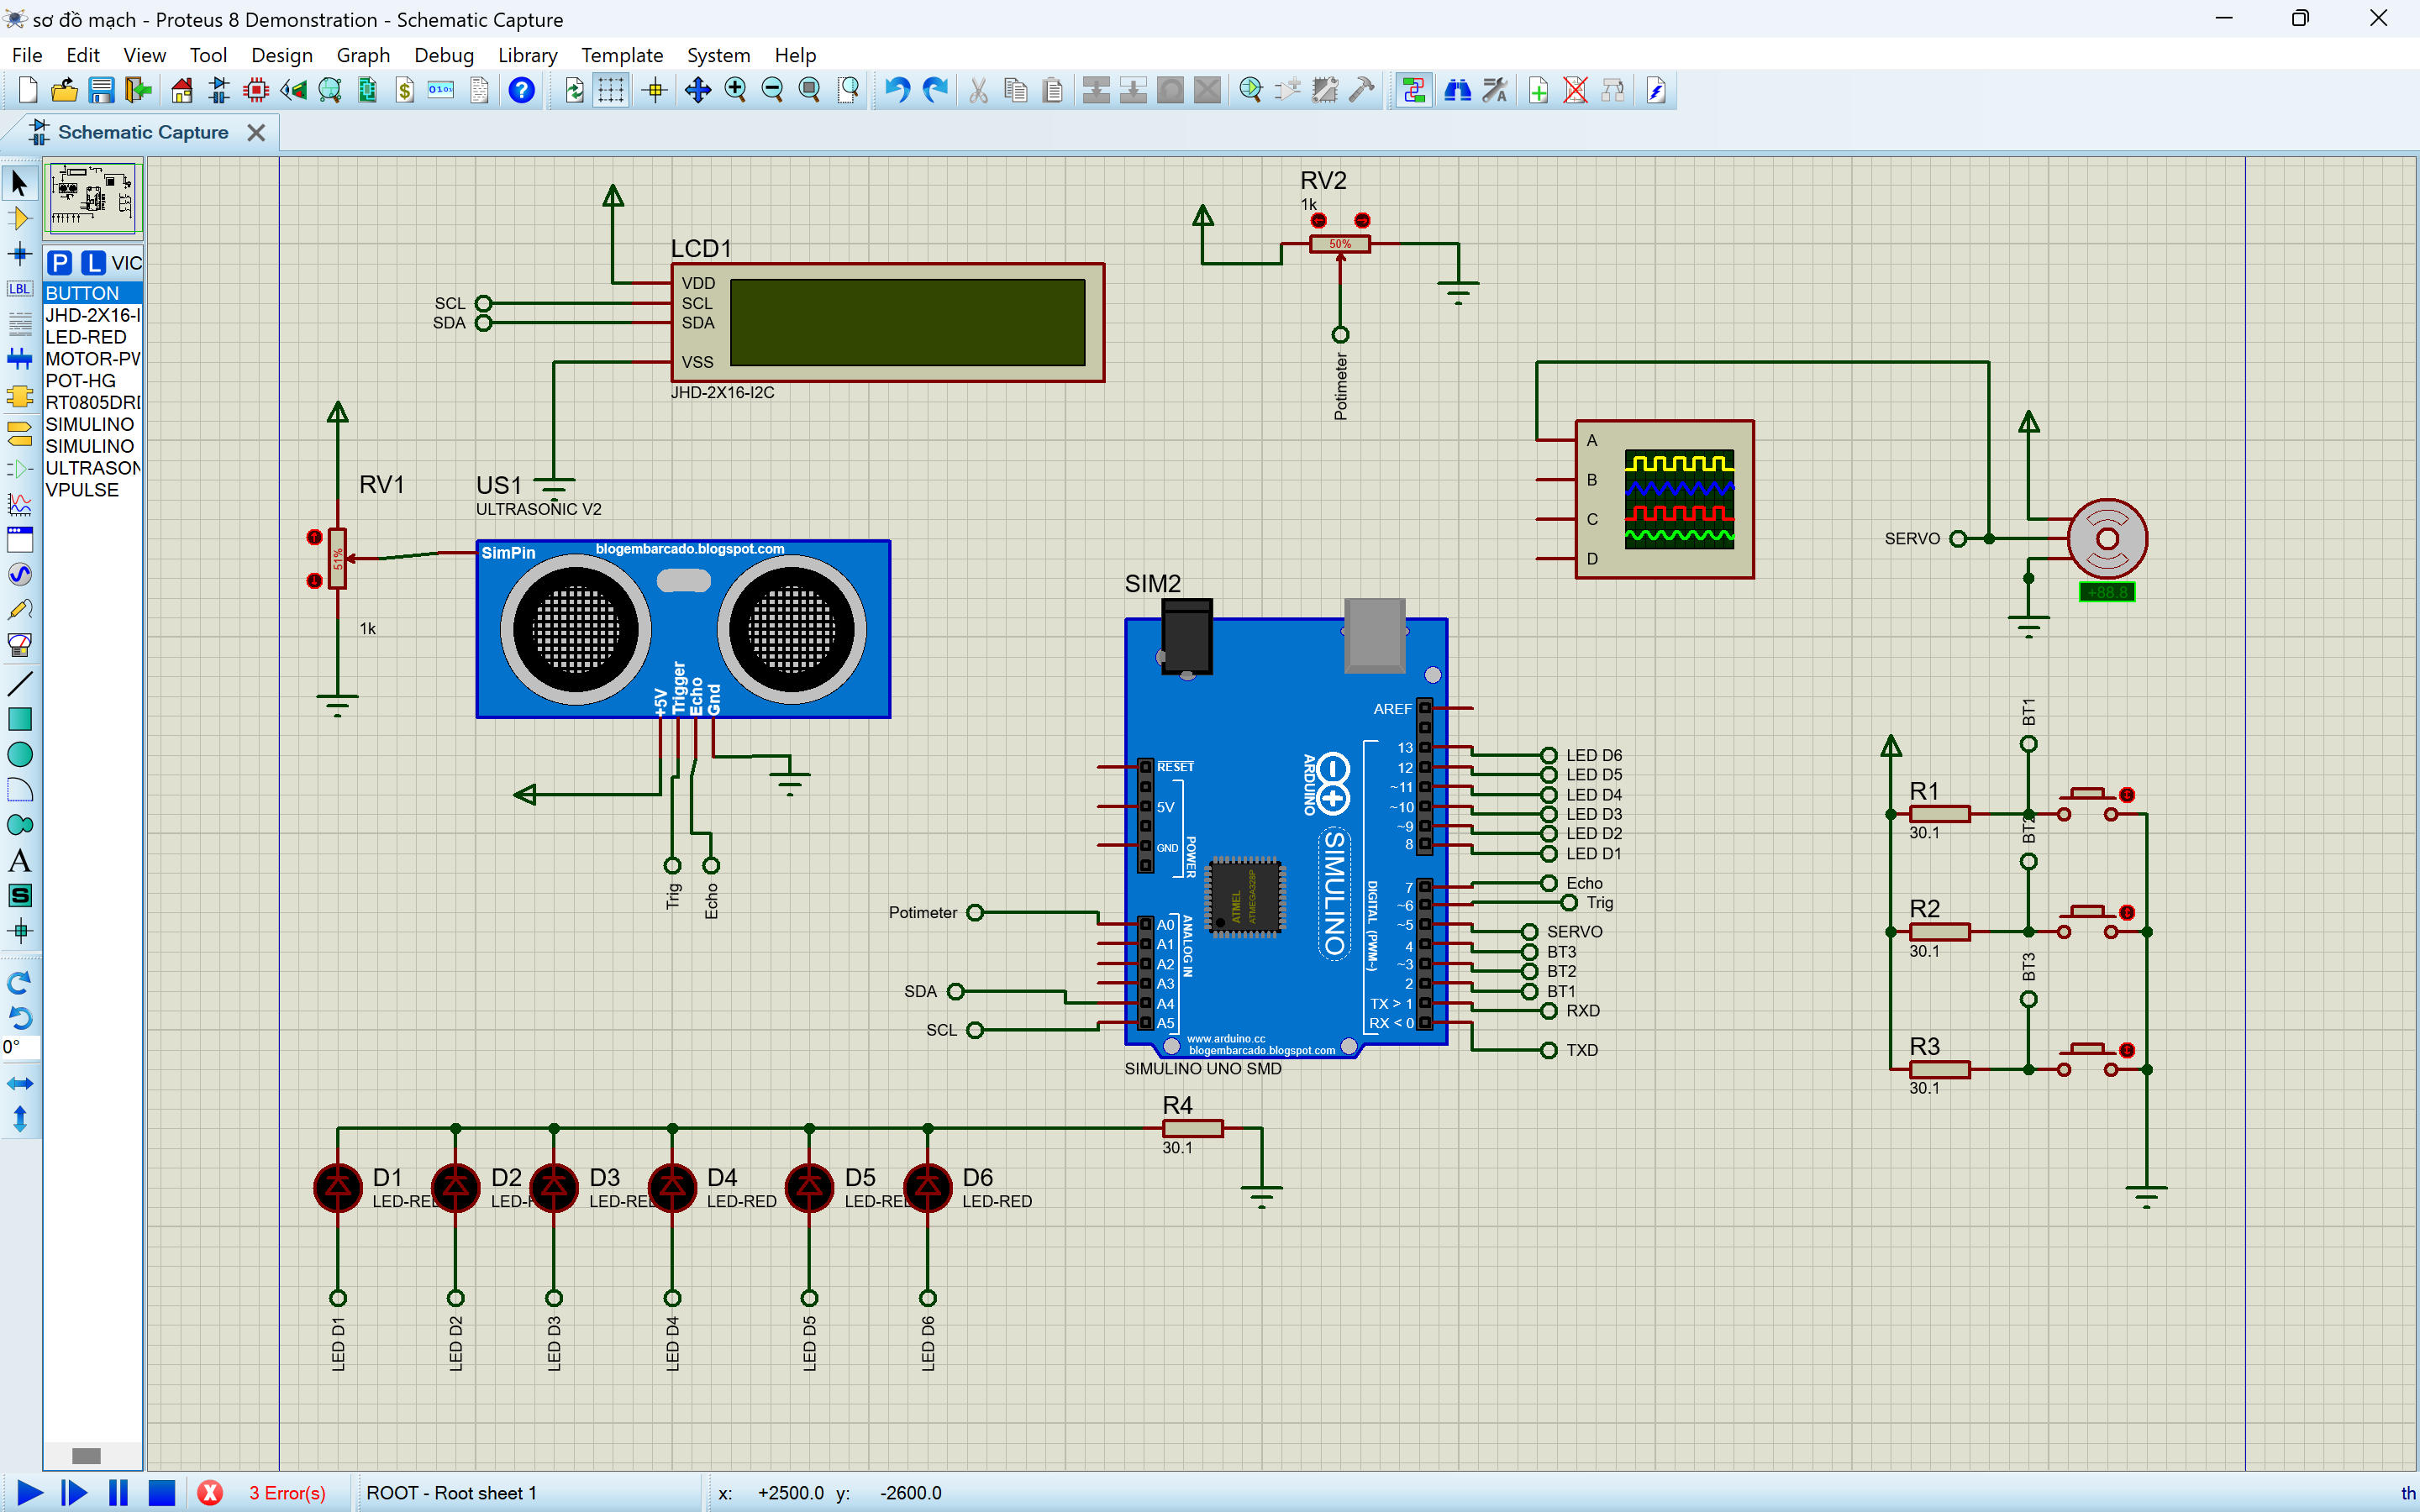 sơ đồ mạch - Proteus 8 Demonstration - Schematic Capture
File Edit View Tool Design Graph Debug Library Template System Help
Schematic Capture
P L VIC
LBL
BUTTON
JHD-2X16-I
LED-RED
MOTOR-PW
POT-HG
RT0805DRI
SIMULINO
SIMULINO
ULTRASON
VPULSE
0°
LCD1
VDD
SCL
SDA
VSS
JHD-2X16-I2C
SCL
SDA
RV2
1k
50%
Potimeter
RV1
51%
1k
US1
ULTRASONIC V2
SimPin
blogembarcado.blogspot.com
+5V
Trigger
Echo
Gnd
Trig
Echo
A
B
C
D
SERVO
+88.8
SIM2
AREF
RESET
5V
GND
POWER
A0
A1
A2
A3
A4
A5
ANALOG IN
ARDUINO
SIMULINO
ATMEL
ATMEGA328P
13
12
~11
~10
~9
8
7
~6
~5
4
~3
2
TX > 1
RX < 0
DIGITAL (PWM~)
www.arduino.cc
blogembarcado.blogspot.com
SIMULINO UNO SMD
Potimeter
SDA
SCL
LED D6
LED D5
LED D4
LED D3
LED D2
LED D1
Echo
Trig
SERVO
BT3
BT2
BT1
RXD
TXD
BT1
R1
30.1
BT2
R2
30.1
BT3
R3
30.1
R4
30.1
D1
LED-RED
D2
LED-R
D3
LED-RED
D4
LED-RED
D5
LED-RED
D6
LED-RED
LED D1
LED D2
LED D3
LED D4
LED D5
LED D6
3 Error(s)
ROOT - Root sheet 1
x: +2500.0 y: -2600.0
th